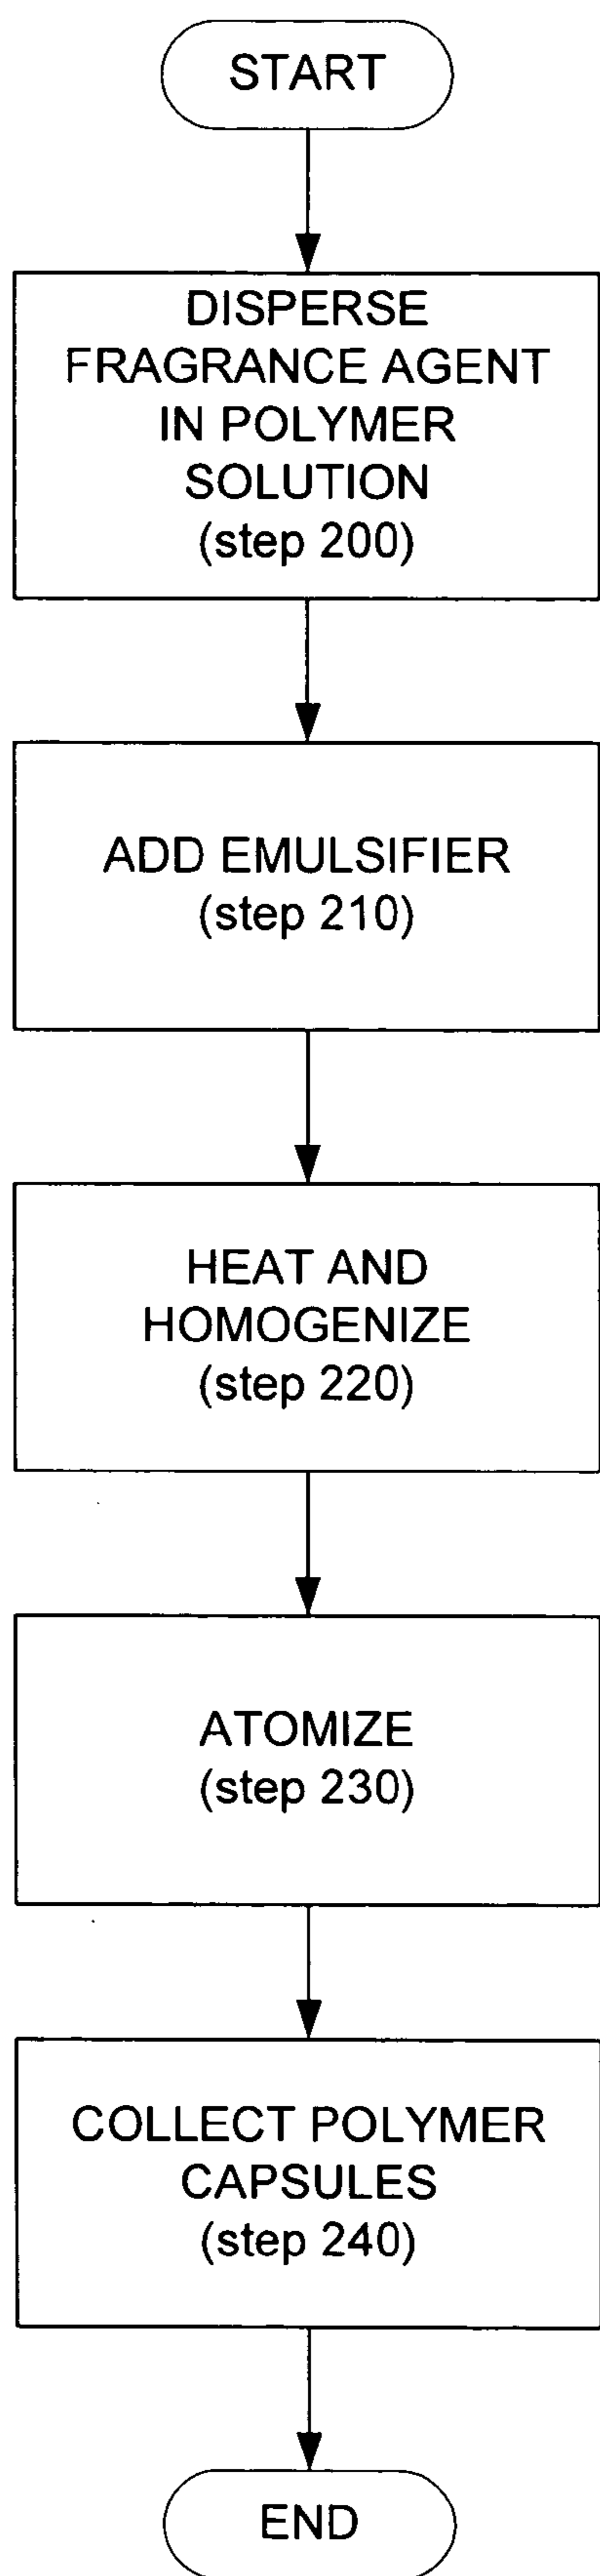 START
DISPERSE
FRAGRANCE AGENT
IN POLYMER
SOLUTION
(step 200)
ADD EMULSIFIER
(step 210)
HEAT AND
HOMOGENIZE
(step 220)
ATOMIZE
(step 230)
COLLECT POLYMER
CAPSULES
(step 240)
END